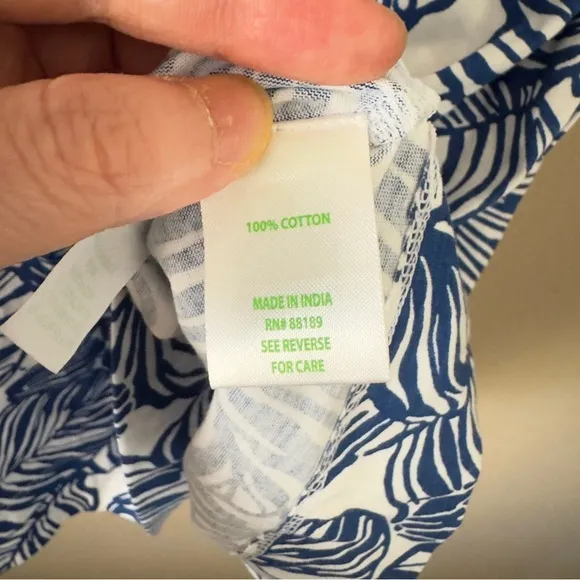 100% COTTON
MADE IN INDIA
RN# 88189
SEE REVERSE
FOR CARE